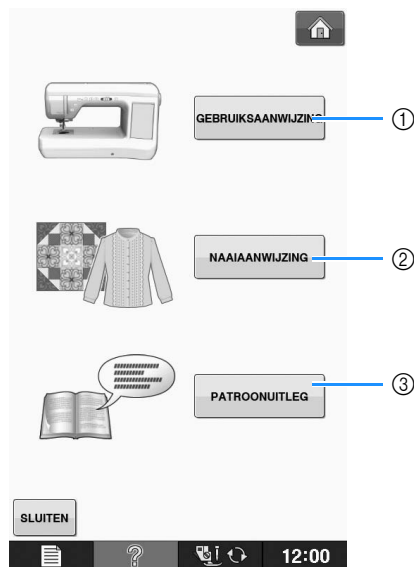 GEBRUIKSAANWIJZING
1
NAAIAANWIJZING
2
PATROONUITLEG
3
SLUITEN
?
12:00